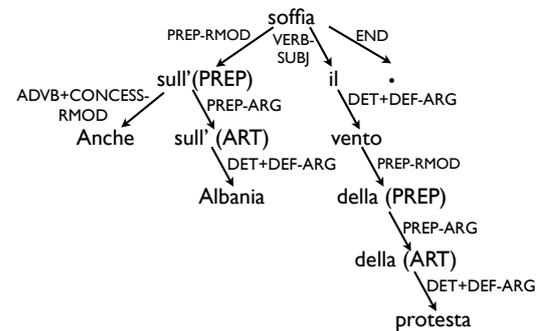 soffia
PREP-RMOD
VERB-
SUBJ
END
sull'(PREP)
il
.
ADVB+CONCESS-
RMOD
PREP-ARG
DET+DEF-ARG
Anche
sull' (ART)
vento
DET+DEF-ARG
PREP-RMOD
Albania
della (PREP)
PREP-ARG
della (ART)
DET+DEF-ARG
protesta